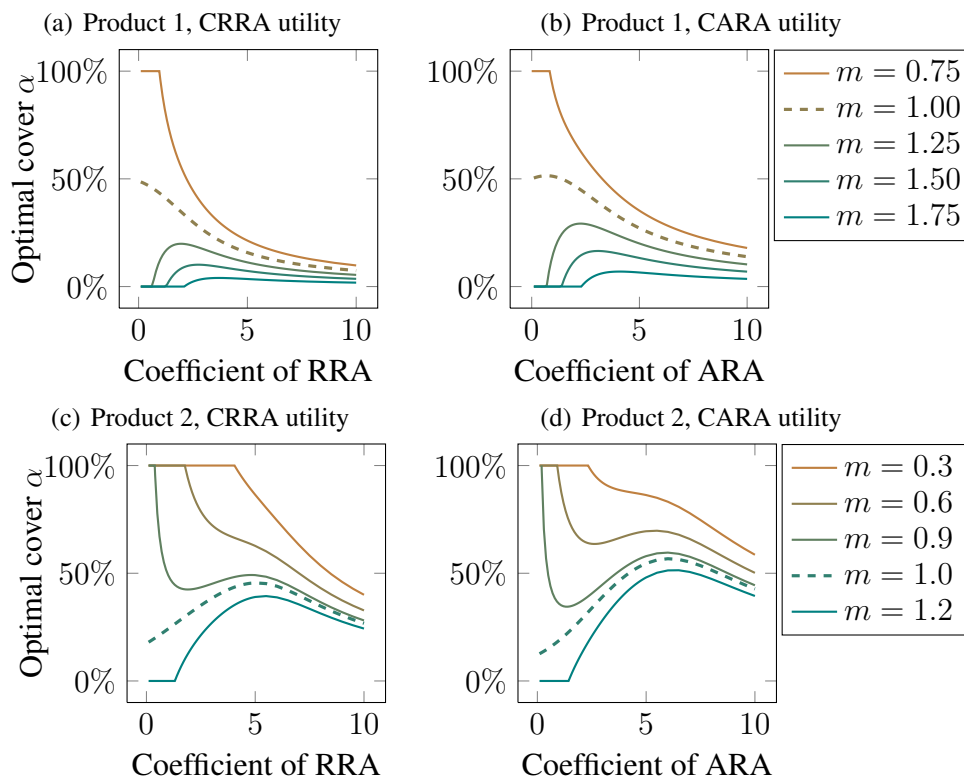 (a) Product 1, CRRA utility
(b) Product 1, CARA utility
Optimal cover α
100%
50%
0%
0 5 10
Coefficient of RRA
100%
50%
0%
0 5 10
Coefficient of ARA
m = 0.75
m = 1.00
m = 1.25
m = 1.50
m = 1.75
(c) Product 2, CRRA utility
(d) Product 2, CARA utility
Optimal cover α
100%
50%
0%
0 5 10
Coefficient of RRA
100%
50%
0%
0 5 10
Coefficient of ARA
m = 0.3
m = 0.6
m = 0.9
m = 1.0
m = 1.2